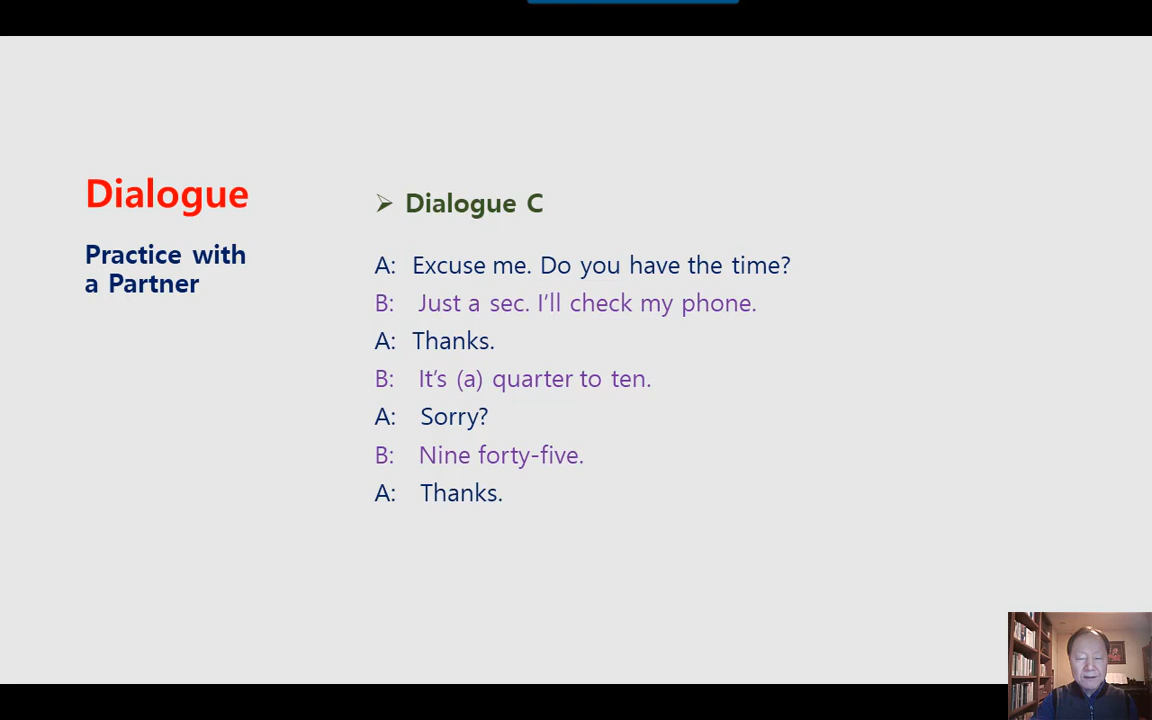 Dialogue
Practice with
a Partner
Dialogue C
A: Excuse me. Do you have the time?
B: Just a sec. I’ll check my phone.
A: Thanks.
B: It’s (a) quarter to ten.
A: Sorry?
B: Nine forty-five.
A: Thanks.